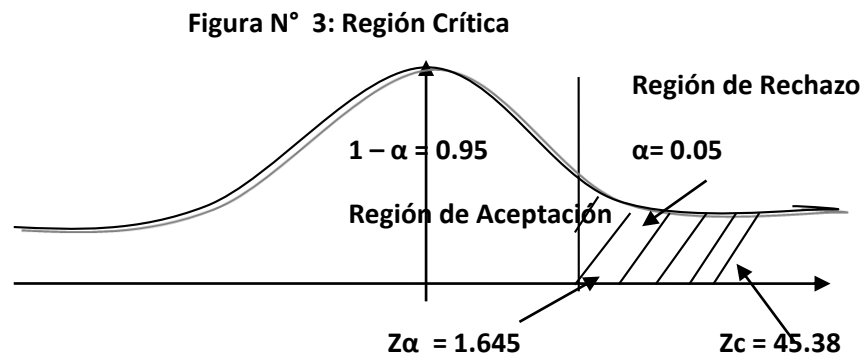 Figura N° 3: Región Crítica
Región de Rechazo
1 – α = 0.95
α= 0.05
Región de Aceptación
Zα = 1.645
Zc = 45.38